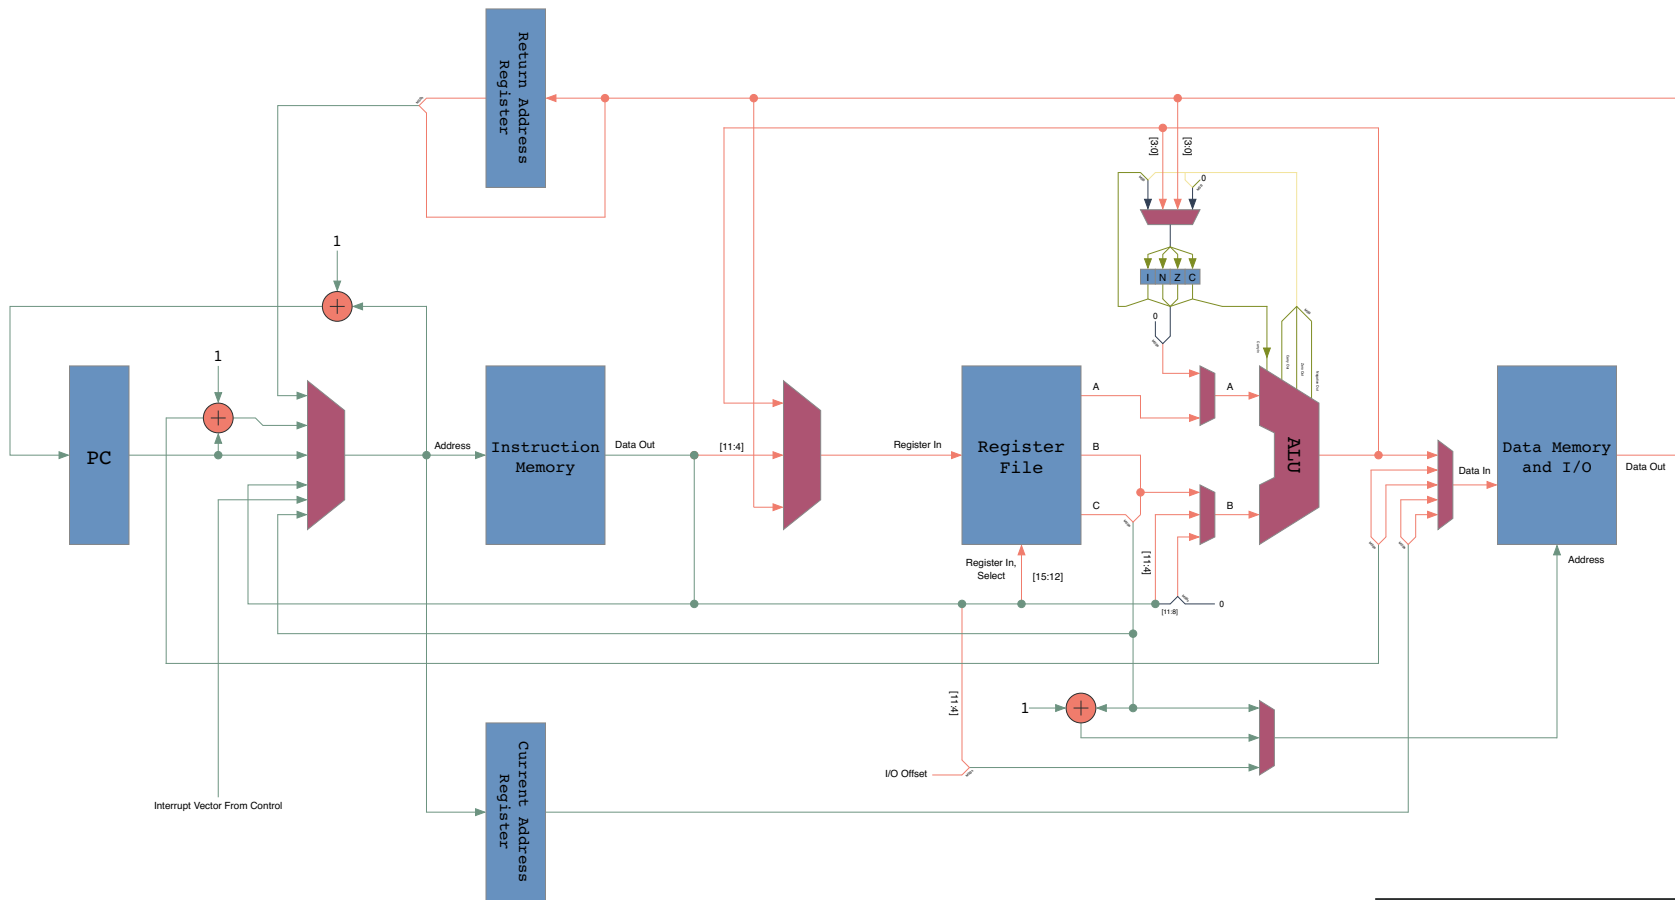 Return Address
Register
[3:0]
[3:0]
0
1
I N Z C
0
1
A
A
PC
Address
Instruction
Memory
Data Out
[11:4]
Register In
Register
File
B
ALU
Data In
Data Memory
and I/O
Data Out
C
B
[11:4]
Register In,
Select
[15:12]
Address
[11:8]
0
[11:4]
1
I/O Offset
Current Address
Register
Interrupt Vector From Control